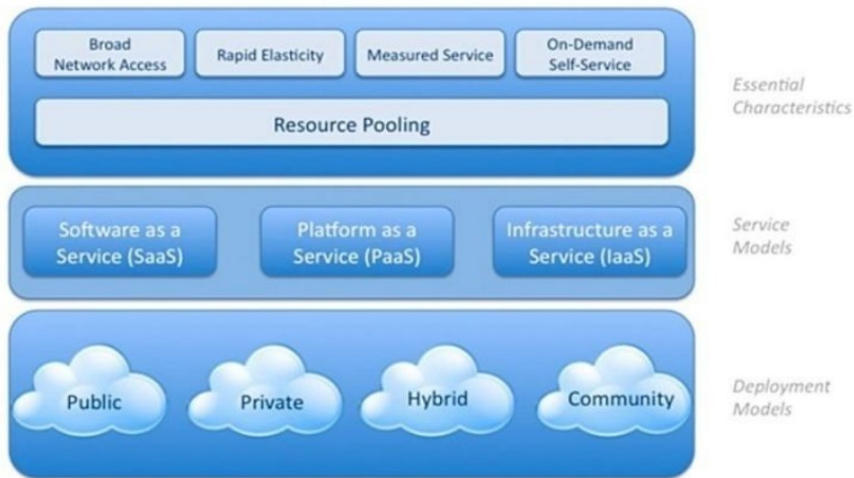 Broad
Network Access
Rapid Elasticity
Measured Service
On-Demand
Self-Service
Resource Pooling
Essential
Characteristics
Software as a
Service (SaaS)
Platform as a
Service (PaaS)
Infrastructure as a
Service (IaaS)
Service
Models
Public
Private
Hybrid
Community
Deployment
Models